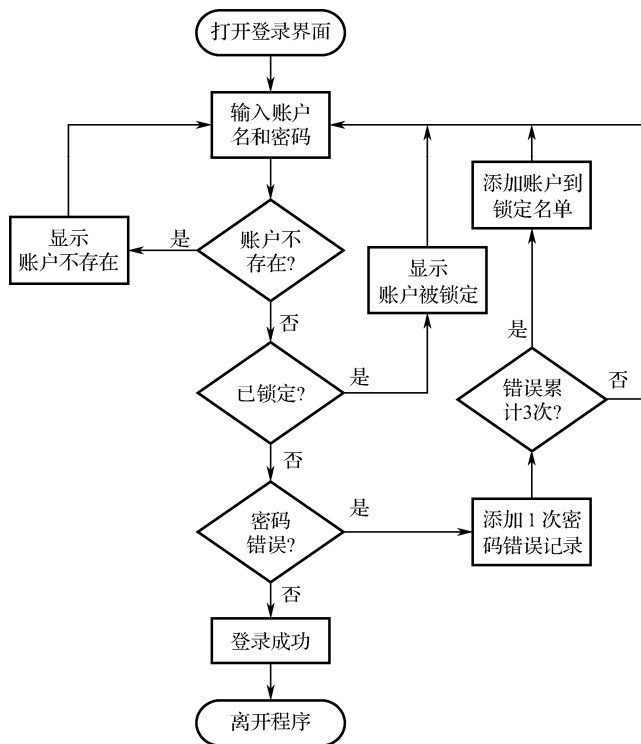 打开登录界面
输入账户
名和密码
添加账户到
锁定名单
显示
账户不存在
是
账户不
存在?
显示
账户被锁定
否
是
已锁定?
是
错误累
计3次?
否
否
密码
错误?
是
添加1次密
码错误记录
否
登录成功
离开程序